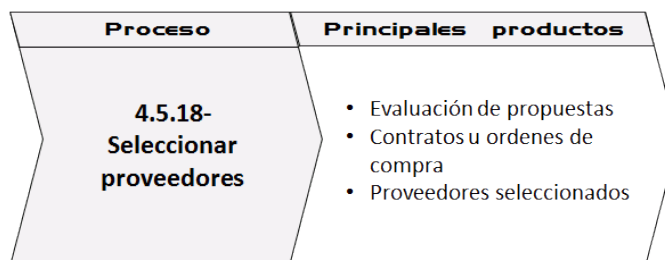 Proceso
Principales productos
4.5.18-
Seleccionar
proveedores
• Evaluación de propuestas
• Contratos u ordenes de
compra
• Proveedores seleccionados